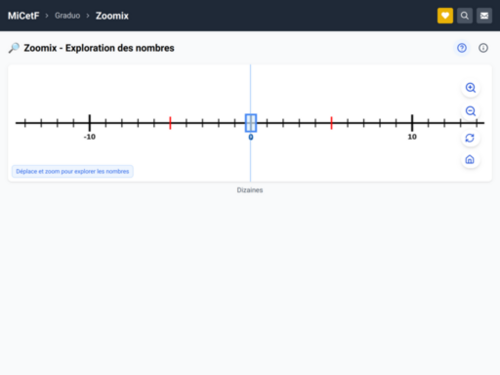 MiCetF > Graduo > Zoomix
Zoomix - Exploration des nombres
-10 0 10
Déplace et zoom pour explorer les nombres
Dizaines